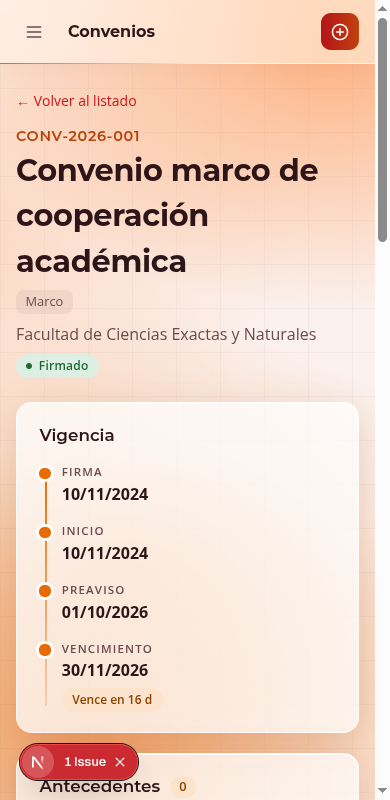 Convenios
← Volver al listado
CONV-2026-001
Convenio marco de
cooperación
académica
Marco
Facultad de Ciencias Exactas y Naturales
Firmado
Vigencia
FIRMA
10/11/2024
INICIO
10/11/2024
PREAVISO
01/10/2026
VENCIMIENTO
30/11/2026
Vence en 16 d
N 1 Issue
Antecedentes 0